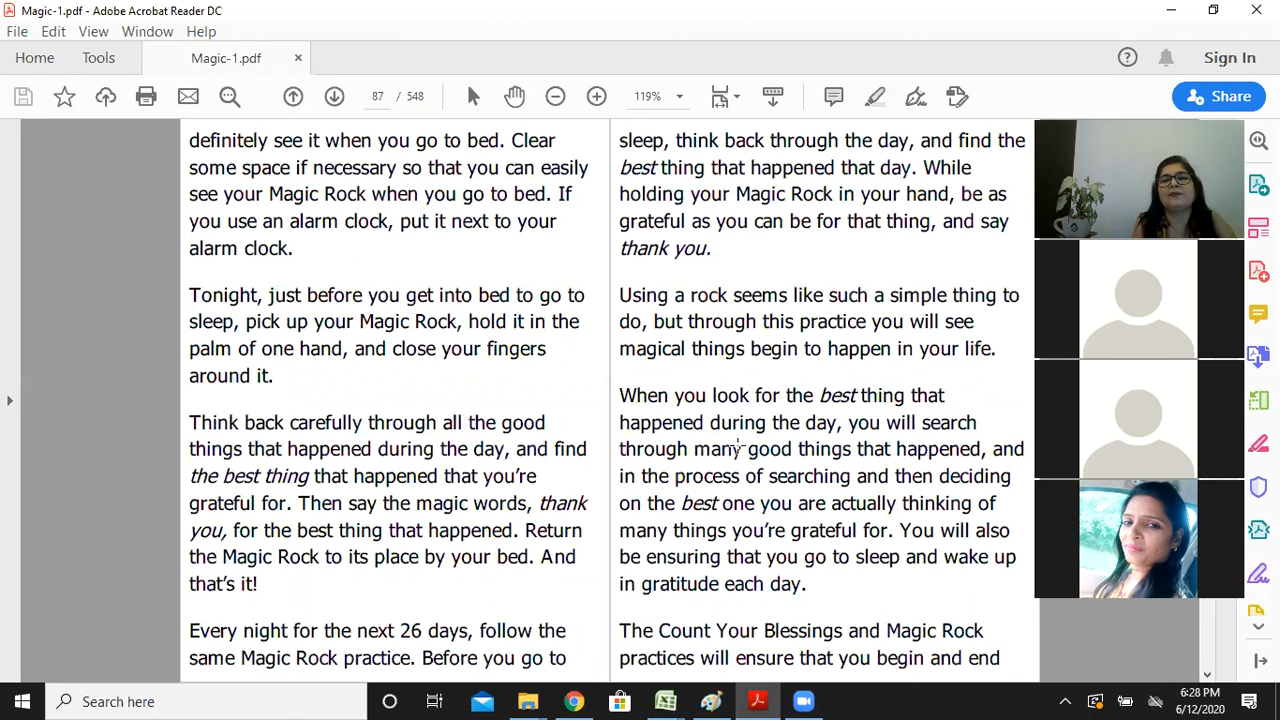 Magic-1.pdf - Adobe Acrobat Reader DC
File Edit View Window Help
Home Tools Magic-1.pdf × Sign In
87 / 548 119% Share
definitely see it when you go to bed. Clear
some space if necessary so that you can easily
see your Magic Rock when you go to bed. If
you use an alarm clock, put it next to your
alarm clock.
Tonight, just before you get into bed to go to
sleep, pick up your Magic Rock, hold it in the
palm of one hand, and close your fingers
around it.
Think back carefully through all the good
things that happened during the day, and find
the best thing that happened that you're
grateful for. Then say the magic words, thank
you, for the best thing that happened. Return
the Magic Rock to its place by your bed. And
that's it!
Every night for the next 26 days, follow the
same Magic Rock practice. Before you go to
sleep, think back through the day, and find the
best thing that happened that day. While
holding your Magic Rock in your hand, be as
grateful as you can be for that thing, and say
thank you.
Using a rock seems like such a simple thing to
do, but through this practice you will see
magical things begin to happen in your life.
When you look for the best thing that
happened during the day, you will search
through many good things that happened, and
in the process of searching and then deciding
on the best one you are actually thinking of
many things you're grateful for. You will also
be ensuring that you go to sleep and wake up
in gratitude each day.
The Count Your Blessings and Magic Rock
practices will ensure that you begin and end
Search here
6:28 PM
6/12/2020